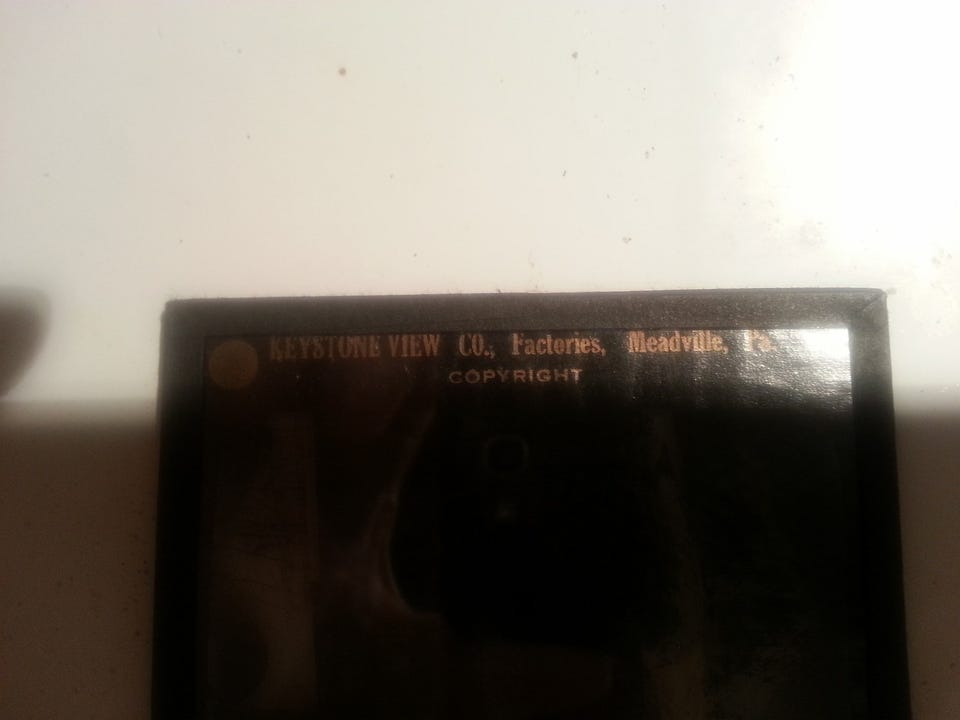 KEYSTONE VIEW CO., Factories, Meadville, Pa.
COPYRIGHT